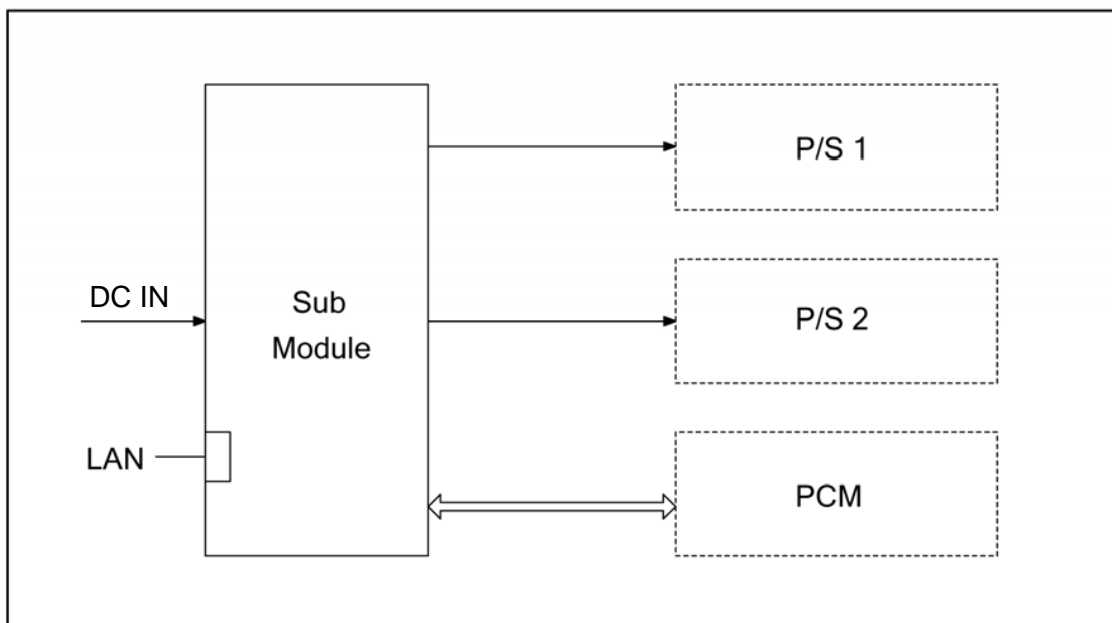 P/S 1
DC IN
Sub
Module
P/S 2
LAN
PCM